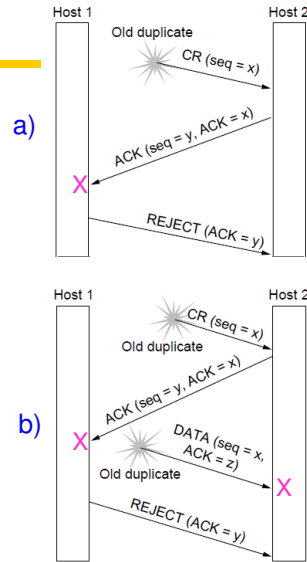 Host 1
Host 2
Old duplicate
CR (seq = x)
a)
ACK (seq = y, ACK = x)
X
REJECT (ACK = y)
Host 1
Host 2
CR (seq = x)
Old duplicate
ACK (seq = y, ACK = x)
b)
X
DATA (seq = x,
ACK = z)
Old duplicate
X
REJECT (ACK = y)